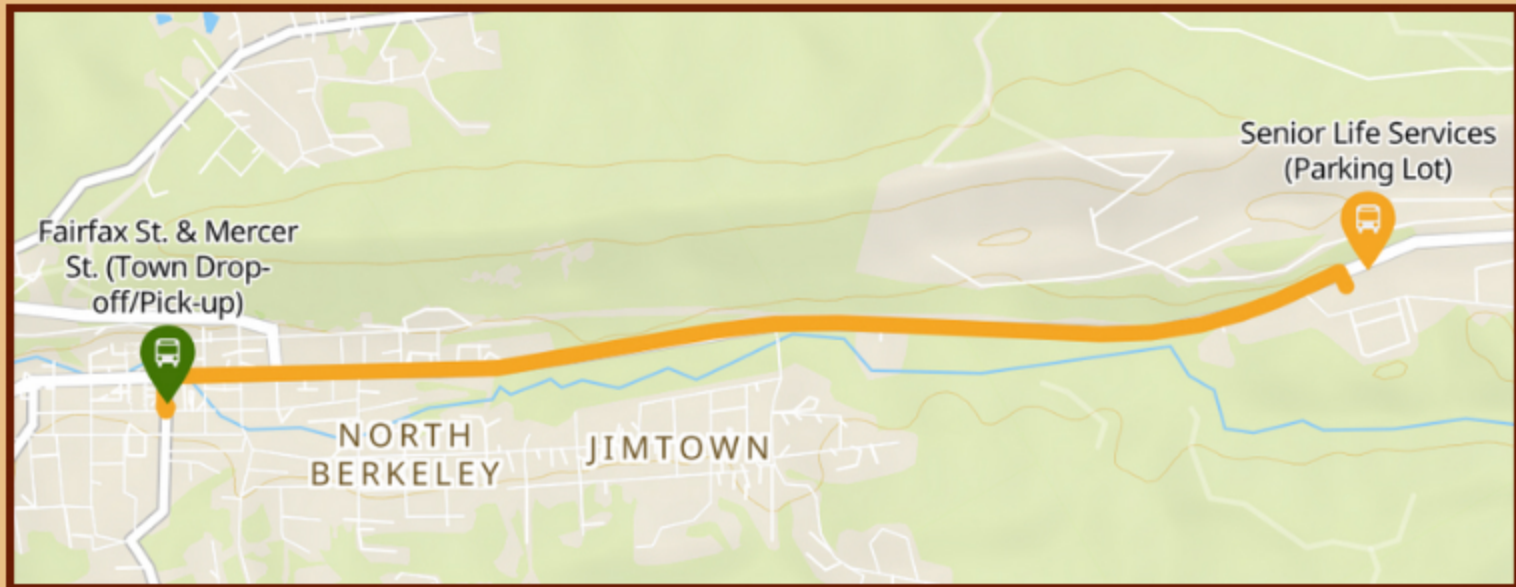 Senior Life Services
(Parking Lot)
Fairfax St. & Mercer
St. (Town Drop-
off/Pick-up)
NORTH
BERKELEY
JIMTOWN